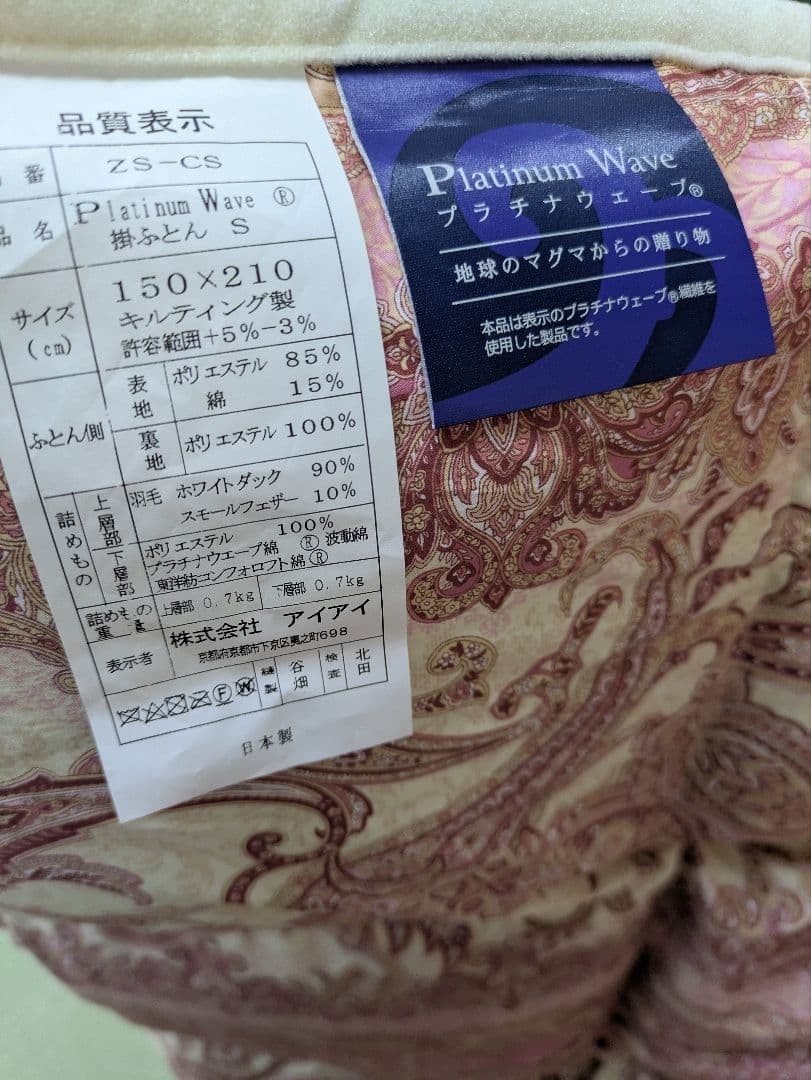 品質表示
番 ZS-CS
品名 Platinum Wave ®
掛ふとん S
サイズ(cm) 150×210
キルティング製
許容範囲+5%-3%
ふとん側 表地 ポリエステル 85%
綿 15%
裏地 ポリエステル 100%
詰めもの 上層部 羽毛 ホワイトダック 90%
スモールフェザー 10%
下層部 ポリエステル 100%
プラチナウエーブ綿 ® 波動綿
東洋紡コンフォロフト綿 ®
詰めもの重量 上層部 0.7kg 下層部 0.7kg
表示者 株式会社 アイアイ
京都府京都市下京区夷之町698
F W 縫製 谷畑 検査 北田
日本製
Platinum Wave
プラチナウェーブ®
地球のマグマからの贈り物
本品は表示のプラチナウェーブ®繊維を
使用した製品です。